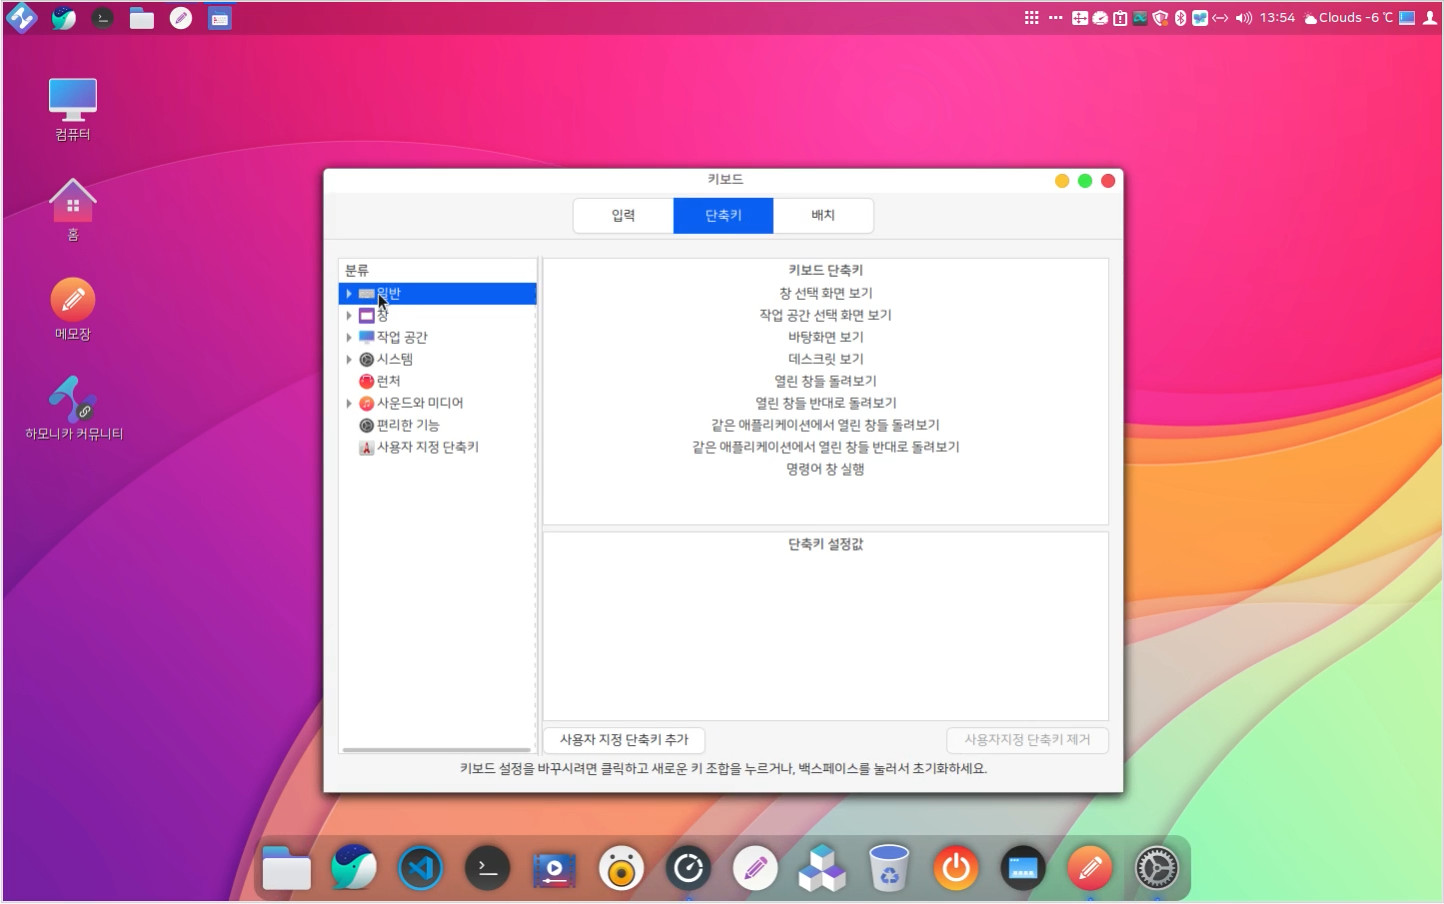 13:54
Clouds -6 ℃
컴퓨터
홈
메모장
하모니카 커뮤니티
키보드
입력
단축키
배치
분류
일반
창
작업 공간
시스템
런처
사운드와 미디어
편리한 기능
사용자 지정 단축키
키보드 단축키
창 선택 화면 보기
작업 공간 선택 화면 보기
바탕화면 보기
데스크릿 보기
열린 창들 돌려보기
열린 창들 반대로 돌려보기
같은 애플리케이션에서 열린 창들 돌려보기
같은 애플리케이션에서 열린 창들 반대로 돌려보기
명령어 창 실행
단축키 설정값
사용자 지정 단축키 추가
사용자지정 단축키 제거
키보드 설정을 바꾸시려면 클릭하고 새로운 키 조합을 누르거나, 백스페이스를 눌러서 초기화하세요.